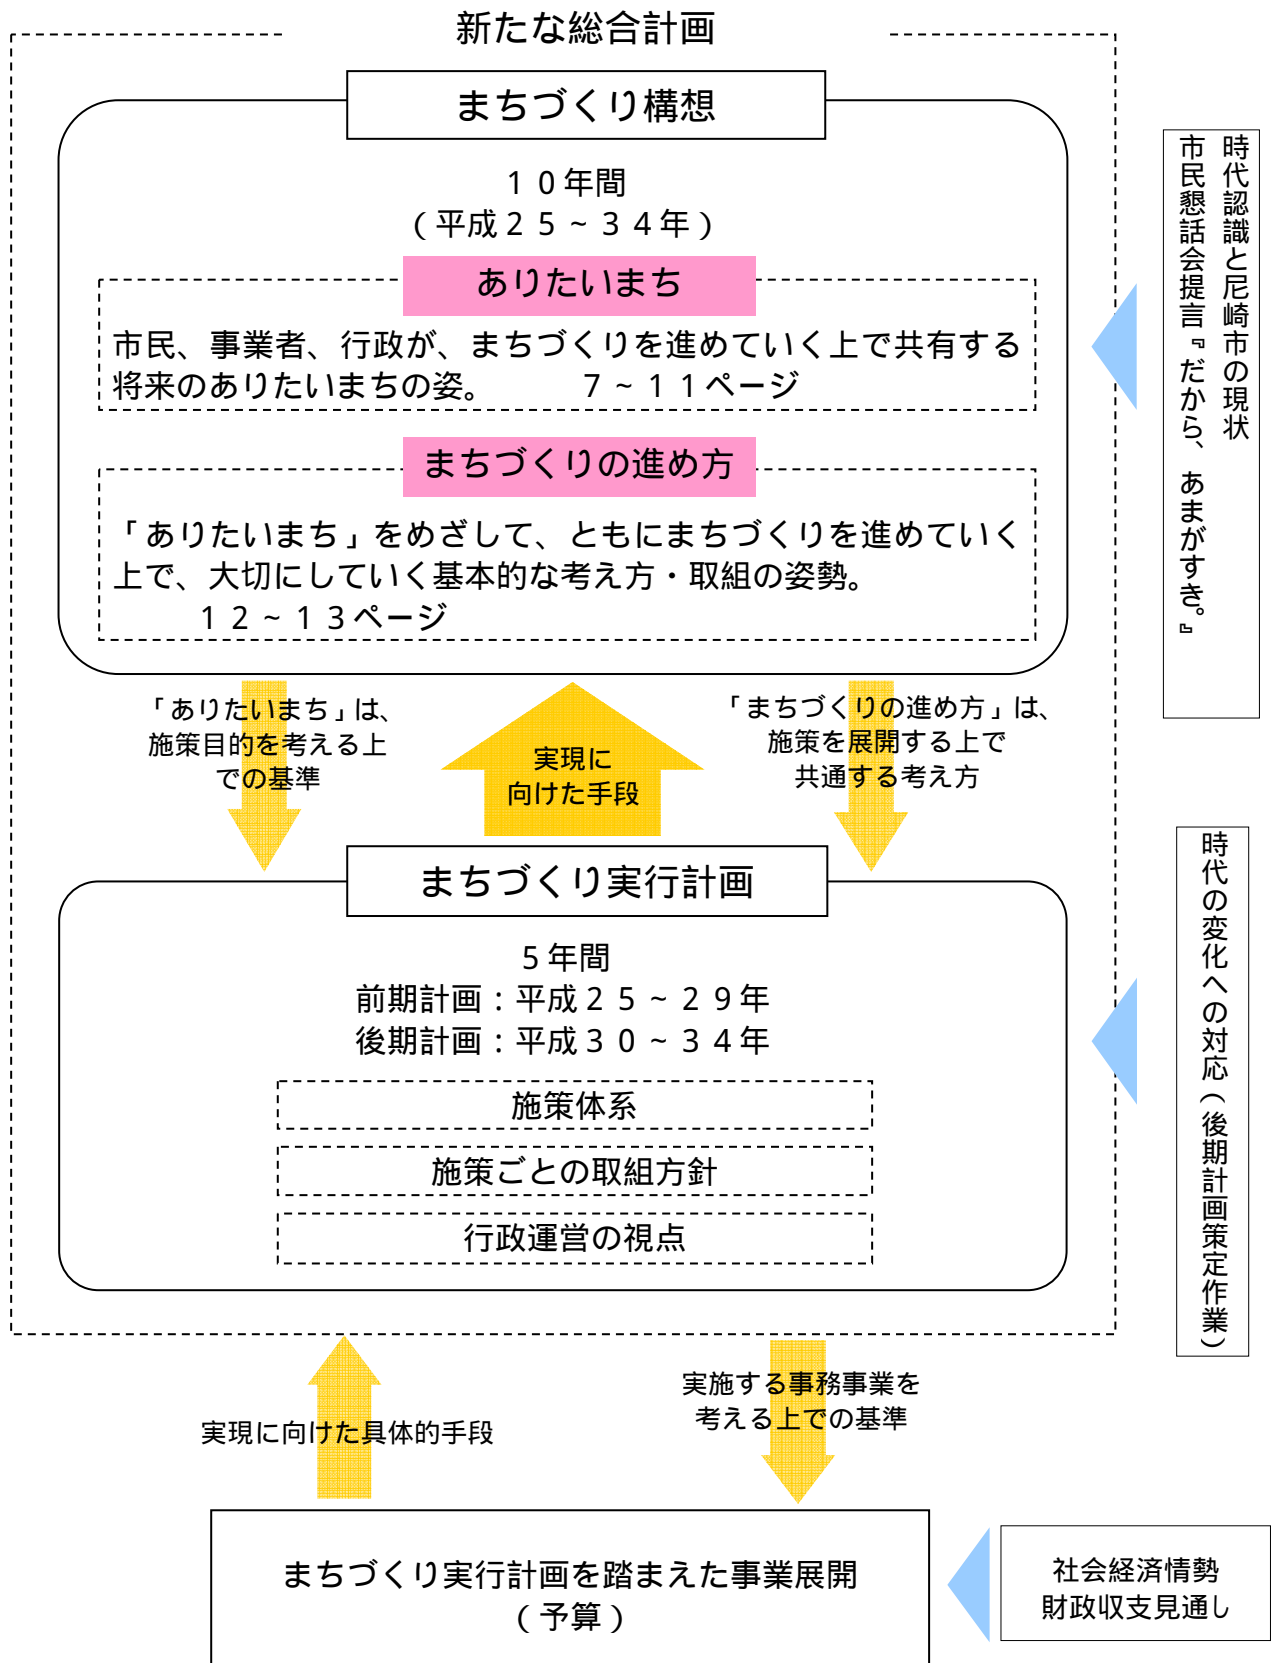 新たな総合計画
まちづくり構想
10年間
(平成25~34年)
ありたいまち
市民、事業者、行政が、まちづくりを進めていく上で共有する
将来のありたいまちの姿。 7~11ページ
まちづくりの進め方
「ありたいまち」をめざして、ともにまちづくりを進めていく
上で、大切にしていく基本的な考え方・取組の姿勢。
12~13ページ
時代認識と尼崎市の現状
市民懇話会提言『だから、あまがすき。』
「ありたいまち」は、
施策目的を考える上
での基準
実現に
向けた手段
「まちづくりの進め方」は、
施策を展開する上で
共通する考え方
まちづくり実行計画
5年間
前期計画:平成25~29年
後期計画:平成30~34年
施策体系
施策ごとの取組方針
行政運営の視点
時代の変化への対応(後期計画策定作業)
実現に向けた具体的手段
実施する事務事業を
考える上での基準
まちづくり実行計画を踏まえた事業展開
(予算)
社会経済情勢
財政収支見通し